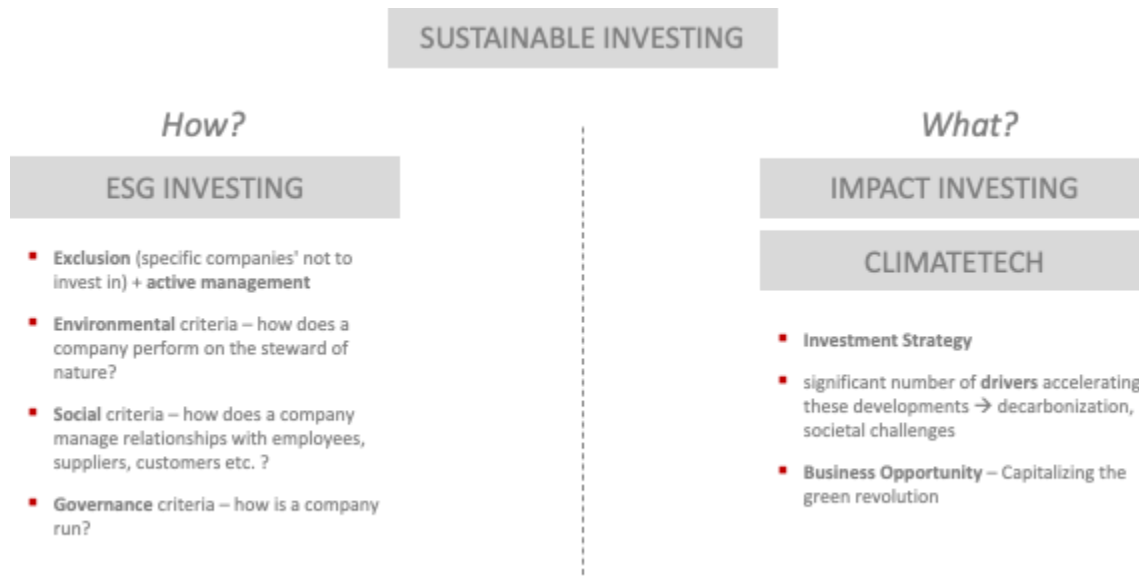 SUSTAINABLE INVESTING
How?
ESG INVESTING
▪ Exclusion (specific companies' not to
invest in) + active management
▪ Environmental criteria – how does a
company perform on the steward of
nature?
▪ Social criteria – how does a company
manage relationships with employees,
suppliers, customers etc. ?
▪ Governance criteria – how is a company
run?
What?
IMPACT INVESTING
CLIMATETECH
▪ Investment Strategy
▪ significant number of drivers accelerating
these developments → decarbonization,
societal challenges
▪ Business Opportunity – Capitalizing the
green revolution